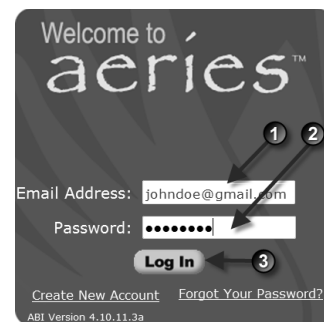 Welcome to
aeries™
1 2
Email Address: johndoe@gmail.com
Password: ••••••••
Log In 3
Create New Account Forgot Your Password?
ABI Version 4.10.11.3a